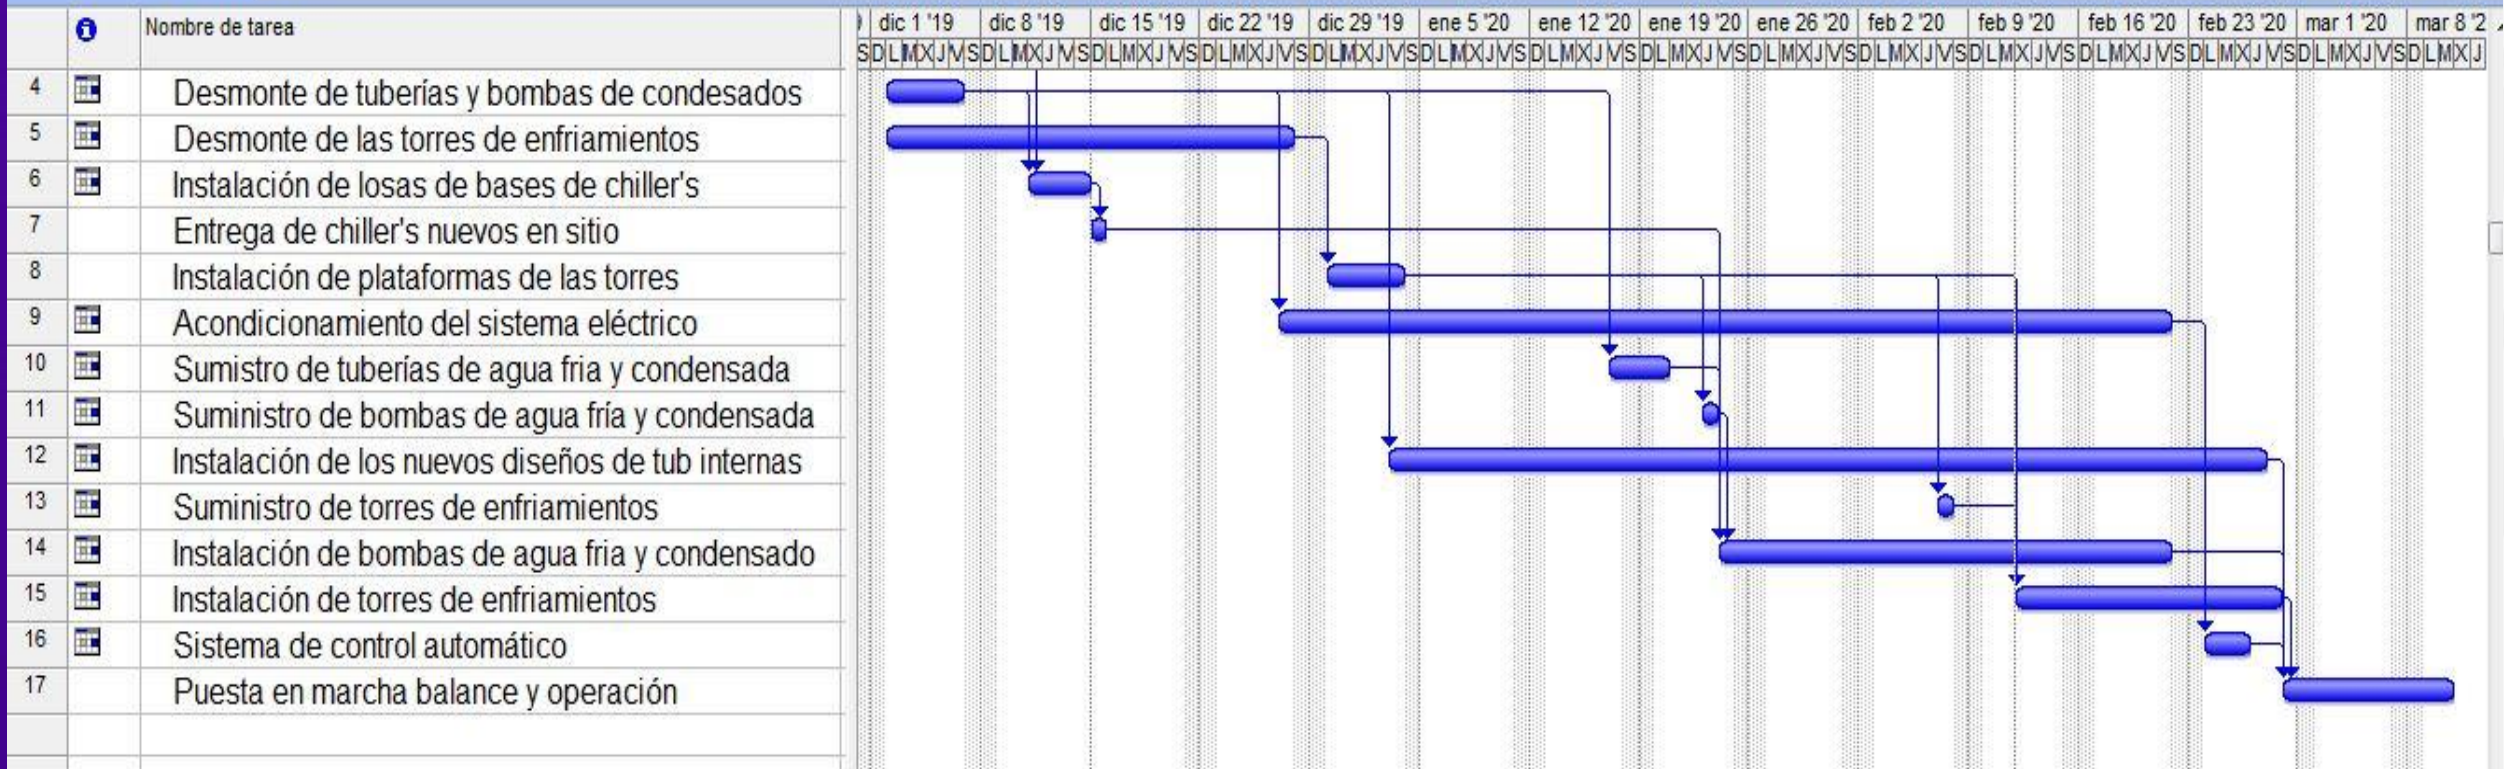 Nombre de tarea
dic 1 '19 dic 8 '19 dic 15 '19 dic 22 '19 dic 29 '19 ene 5 '20 ene 12 '20 ene 19 '20 ene 26 '20 feb 2 '20 feb 9 '20 feb 16 '20 feb 23 '20 mar 1 '20 mar 8 '2
S D L M X J V S D L M X J V S D L M X J V S D L M X J V S D L M X J V S D L M X J V S D L M X J V S D L M X J V S D L M X J V S D L M X J V S D L M X J V S D L M X J V S D L M X J V S D L M X J V S D L M X J
4 Desmonte de tuberías y bombas de condesados
5 Desmonte de las torres de enfriamientos
6 Instalación de losas de bases de chiller's
7 Entrega de chiller's nuevos en sitio
8 Instalación de plataformas de las torres
9 Acondicionamiento del sistema eléctrico
10 Sumistro de tuberías de agua fria y condensada
11 Suministro de bombas de agua fría y condensada
12 Instalación de los nuevos diseños de tub internas
13 Suministro de torres de enfriamientos
14 Instalación de bombas de agua fria y condensado
15 Instalación de torres de enfriamientos
16 Sistema de control automático
17 Puesta en marcha balance y operación